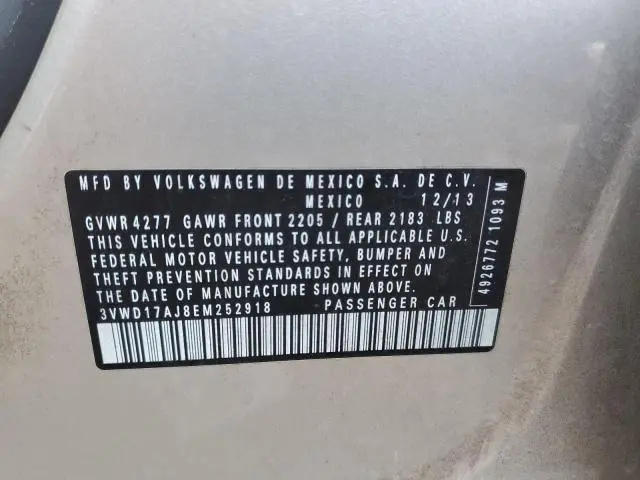 MFD BY VOLKSWAGEN DE MEXICO S.A. DE C.V.
MEXICO 12/13
GVWR 4277 GAWR FRONT 2205 / REAR 2183 LBS
THIS VEHICLE CONFORMS TO ALL APPLICABLE U.S.
FEDERAL MOTOR VEHICLE SAFETY, BUMPER AND
THEFT PREVENTION STANDARDS IN EFFECT ON
THE DATE OF MANUFACTURE SHOWN ABOVE.
3VWD17AJ8EM252918 PASSENGER CAR
4926772 1093 M